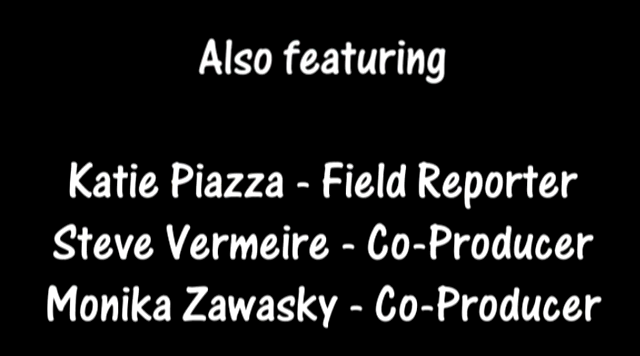 Also featuring
Katie Piazza - Field Reporter
Steve Vermeire - Co-Producer
Monika Zawasky - Co-Producer